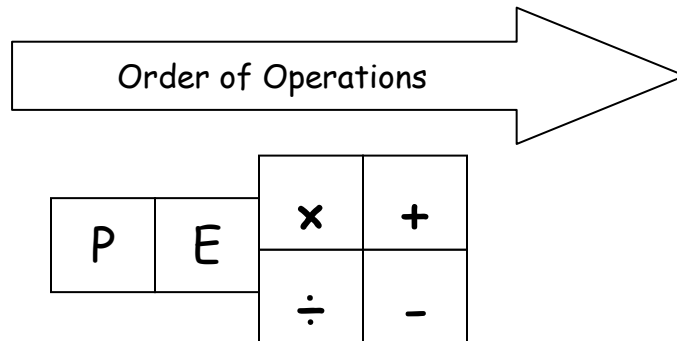 Order of Operations
P E × +
÷ -